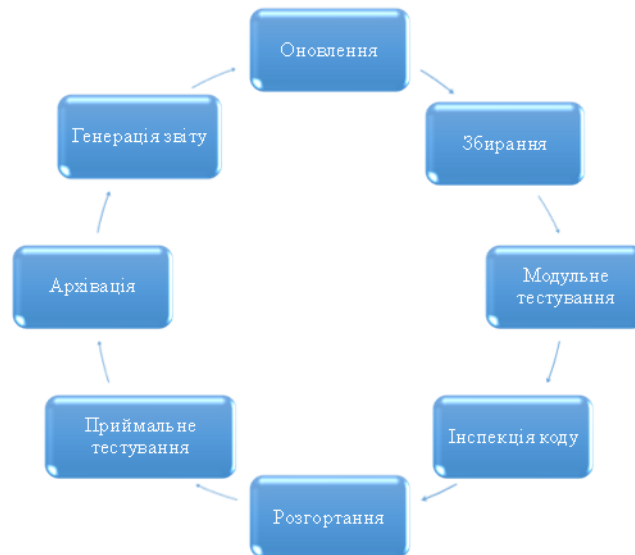 Оновлення
Збирання
Модульне
тестування
Інспекція коду
Розгортання
Приймальне
тестування
Архівація
Генерація звіту